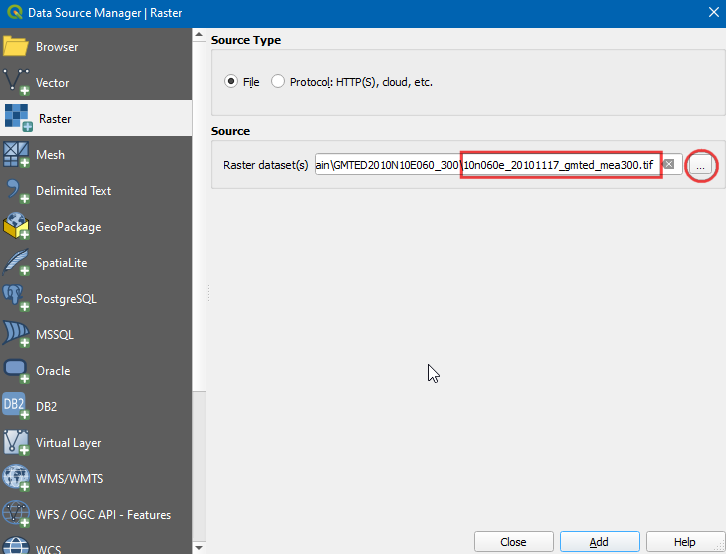 Data Source Manager | Raster
Browser
Vector
Raster
Mesh
Delimited Text
GeoPackage
SpatiaLite
PostgreSQL
MSSQL
Oracle
DB2
DB2
Virtual Layer
WMS/WMTS
WFS / OGC API - Features
WCS
Source Type
File
Protocol: HTTP(S), cloud, etc.
Source
Raster dataset(s) ain\GMTED2010N10E060_300\10n060e_20101117_gmted_mea300.tif ...
Close Add Help